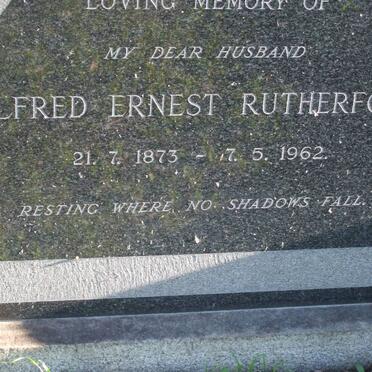 LOVING MEMORY OF
MY DEAR HUSBAND
LFRED ERNEST RUTHERFO
21. 7. 1873 - 7. 5. 1962.
RESTING WHERE NO SHADOWS FALL.